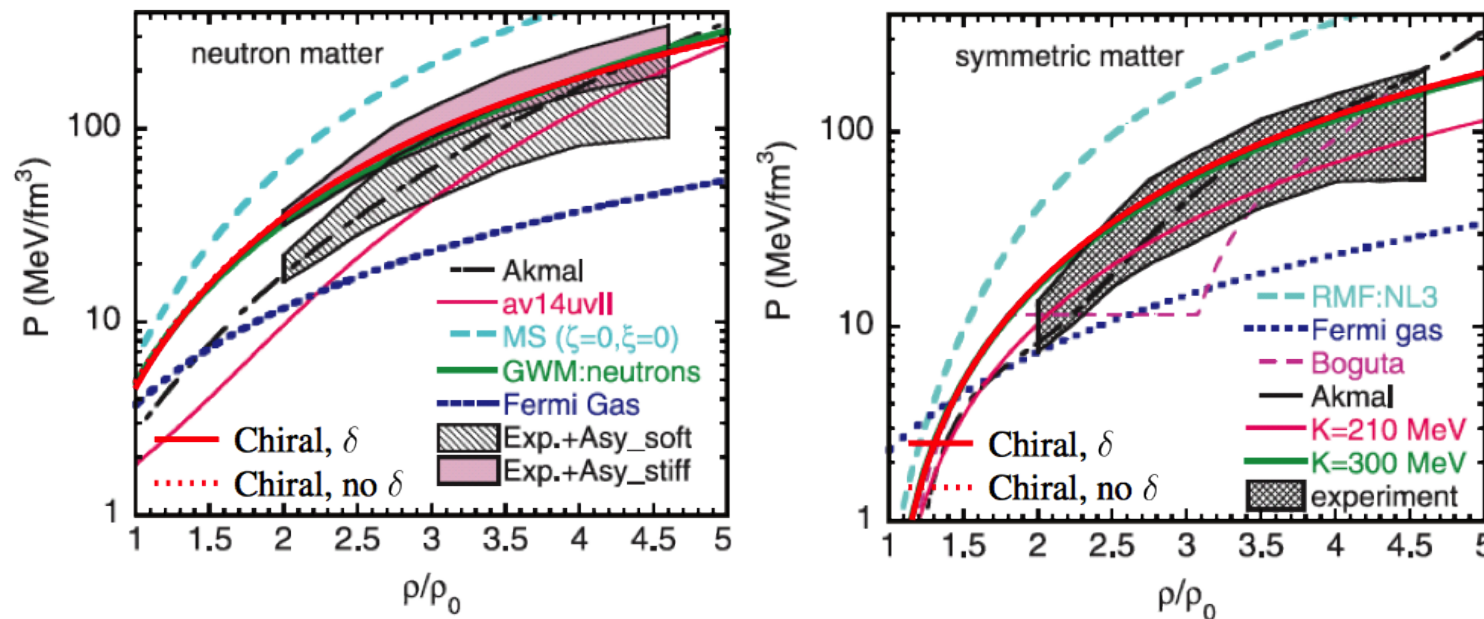 neutron matter
P (MeV/fm³)
100
10
1
Akmal
av14uvII
MS (ζ=0,ξ=0)
GWM:neutrons
Fermi Gas
Exp.+Asy_soft
Exp.+Asy_stiff
Chiral, δ
Chiral, no δ
1 1.5 2 2.5 3 3.5 4 4.5 5
ρ/ρ₀
symmetric matter
P (MeV/fm³)
100
10
1
RMF:NL3
Fermi gas
Boguta
Akmal
K=210 MeV
K=300 MeV
experiment
Chiral, δ
Chiral, no δ
1 1.5 2 2.5 3 3.5 4 4.5 5
ρ/ρ₀